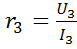 r₃ = U₃/I₃